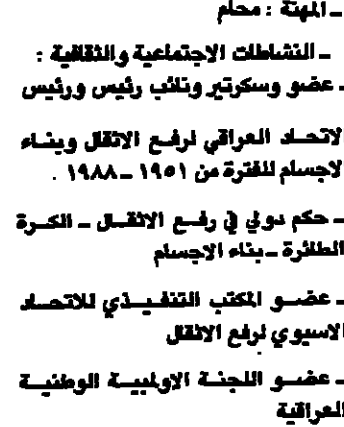 ـ المهنة : محام
ـ النشاطات الاجتماعية والثقافية :
ـ عضو وسكرتير ونائب رئيس ورئيس
الاتحاد العراقي لرفع الاثقال وبناء
الاجسام للفترة من ١٩٥١ ـ ١٩٨٨ .
ـ حكم دولي في رفع الاثقال ـ الكرة
الطائرة ـ بناء الاجسام
ـ عضو المكتب التنفيذي للاتحاد
الاسيوي لرفع الاثقال
ـ عضو اللجنة الاولمبية الوطنية
العراقية